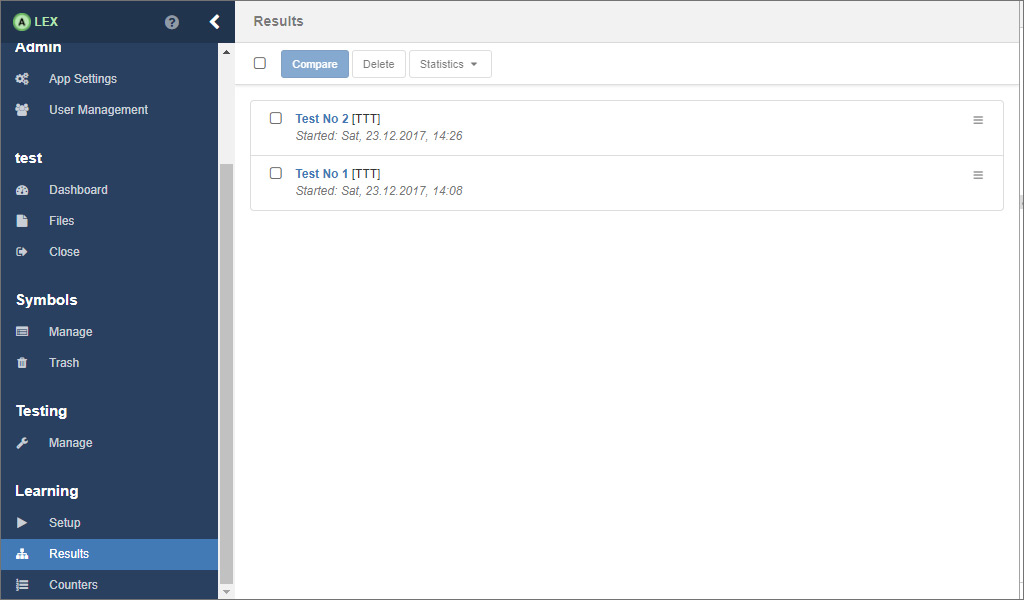 A LEX ?
Admin
App Settings
User Management
test
Dashboard
Files
Close
Symbols
Manage
Trash
Testing
Manage
Learning
Setup
Results
Counters
Results
Compare Delete Statistics
Test No 2 [TTT]
Started: Sat, 23.12.2017, 14:26
Test No 1 [TTT]
Started: Sat, 23.12.2017, 14:08